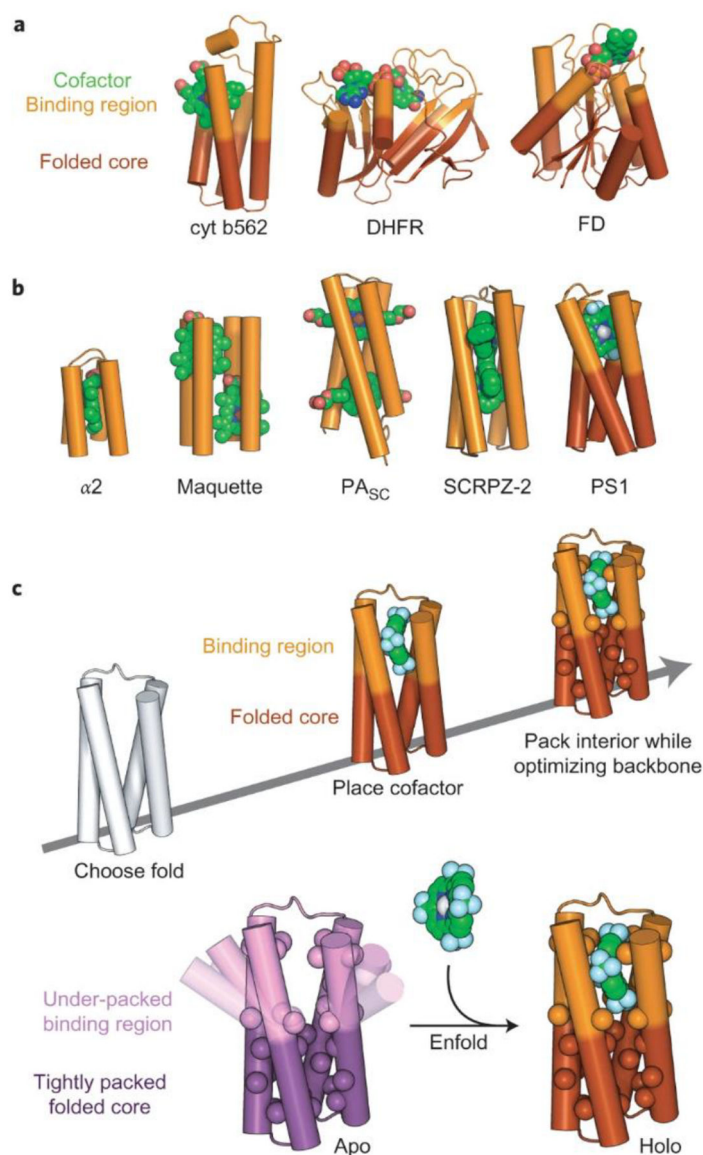 a
Cofactor
Binding region
Folded core
cyt b562
DHFR
FD
b
α2
Maquette
PASC
SCRPZ-2
PS1
c
Binding region
Folded core
Choose fold
Place cofactor
Pack interior while
optimizing backbone
Under-packed
binding region
Tightly packed
folded core
Enfold
Apo
Holo